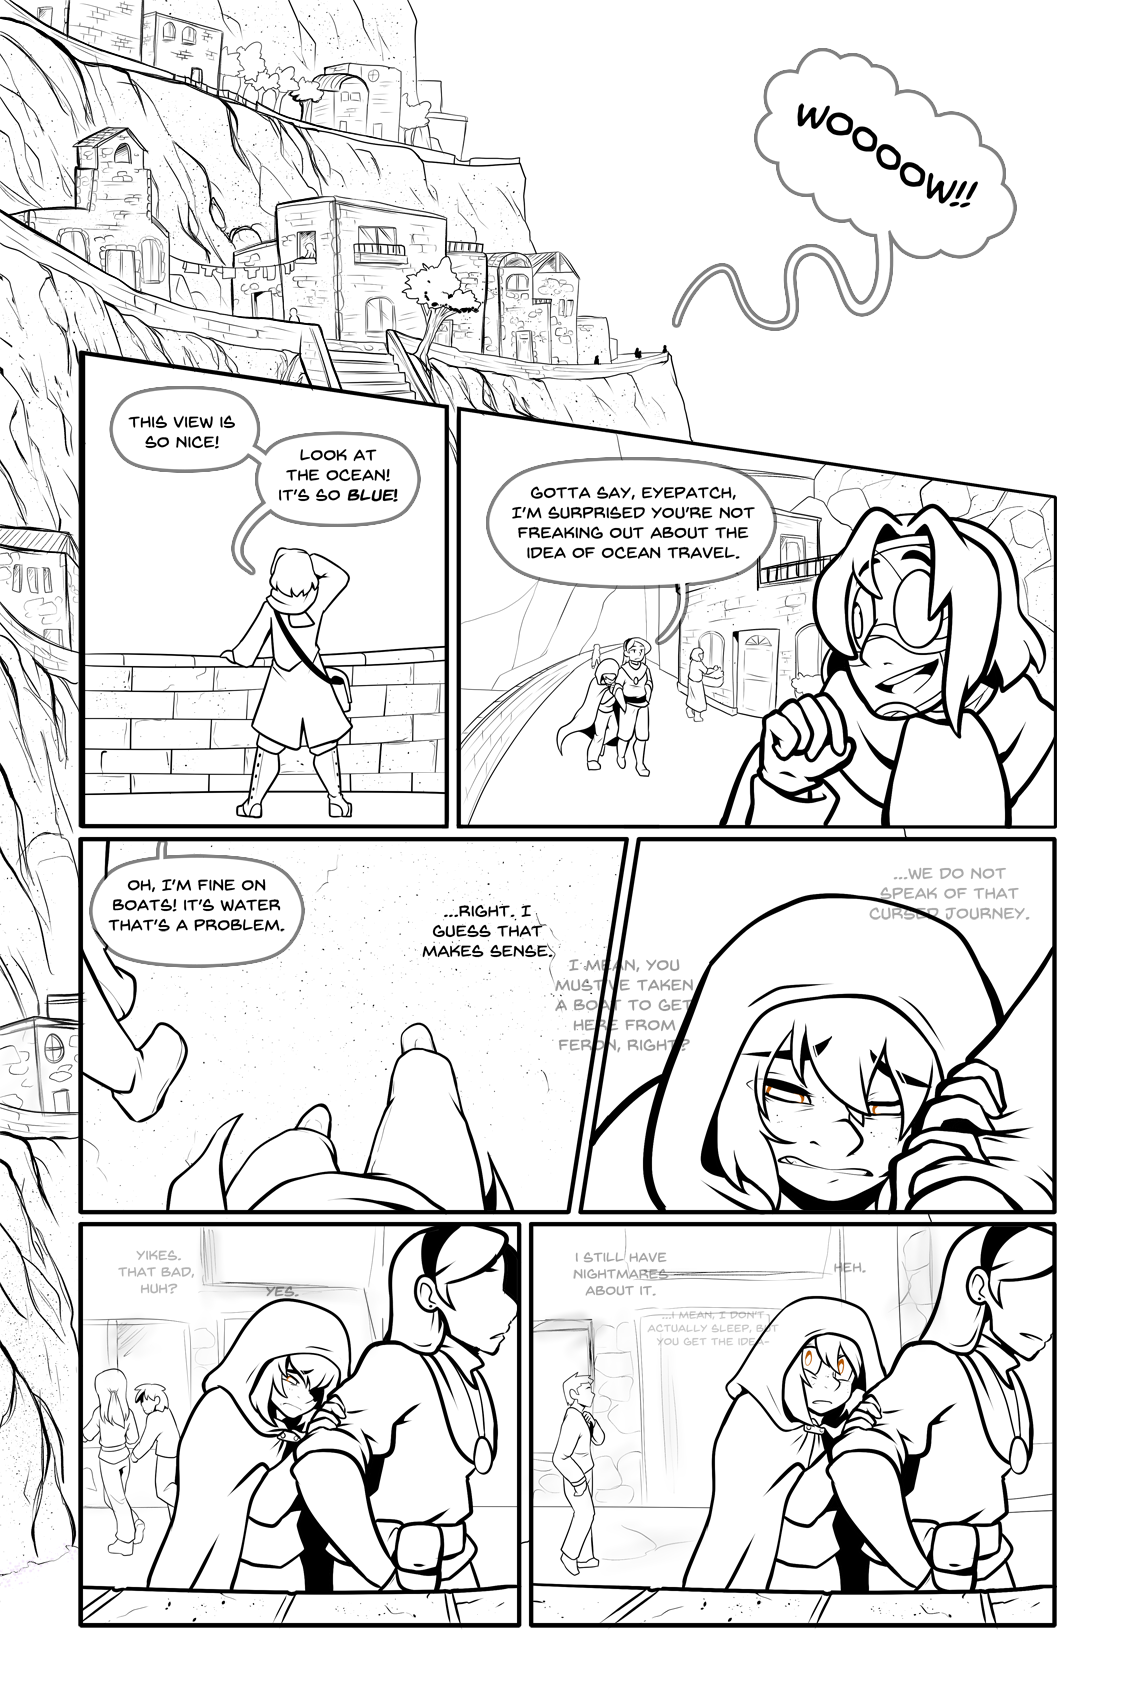 WOOOOW!!
THIS VIEW IS
SO NICE!
LOOK AT
THE OCEAN!
IT'S SO BLUE!
GOTTA SAY, EYEPATCH,
I'M SURPRISED YOU'RE NOT
FREAKING OUT ABOUT THE
IDEA OF OCEAN TRAVEL.
OH, I'M FINE ON
BOATS! IT'S WATER
THAT'S A PROBLEM.
...RIGHT. I
GUESS THAT
MAKES SENSE.
I MEAN, YOU
MUST'VE TAKEN
A BOAT TO GET
HERE FROM
FERON, RIGHT?
...WE DO NOT
SPEAK OF THAT
CURSED JOURNEY.
YIKES.
THAT BAD,
HUH?
YES.
I STILL HAVE
NIGHTMARES
ABOUT IT.
HEH.
...I MEAN, I DON'T
ACTUALLY SLEEP, BUT
YOU GET THE IDEA-